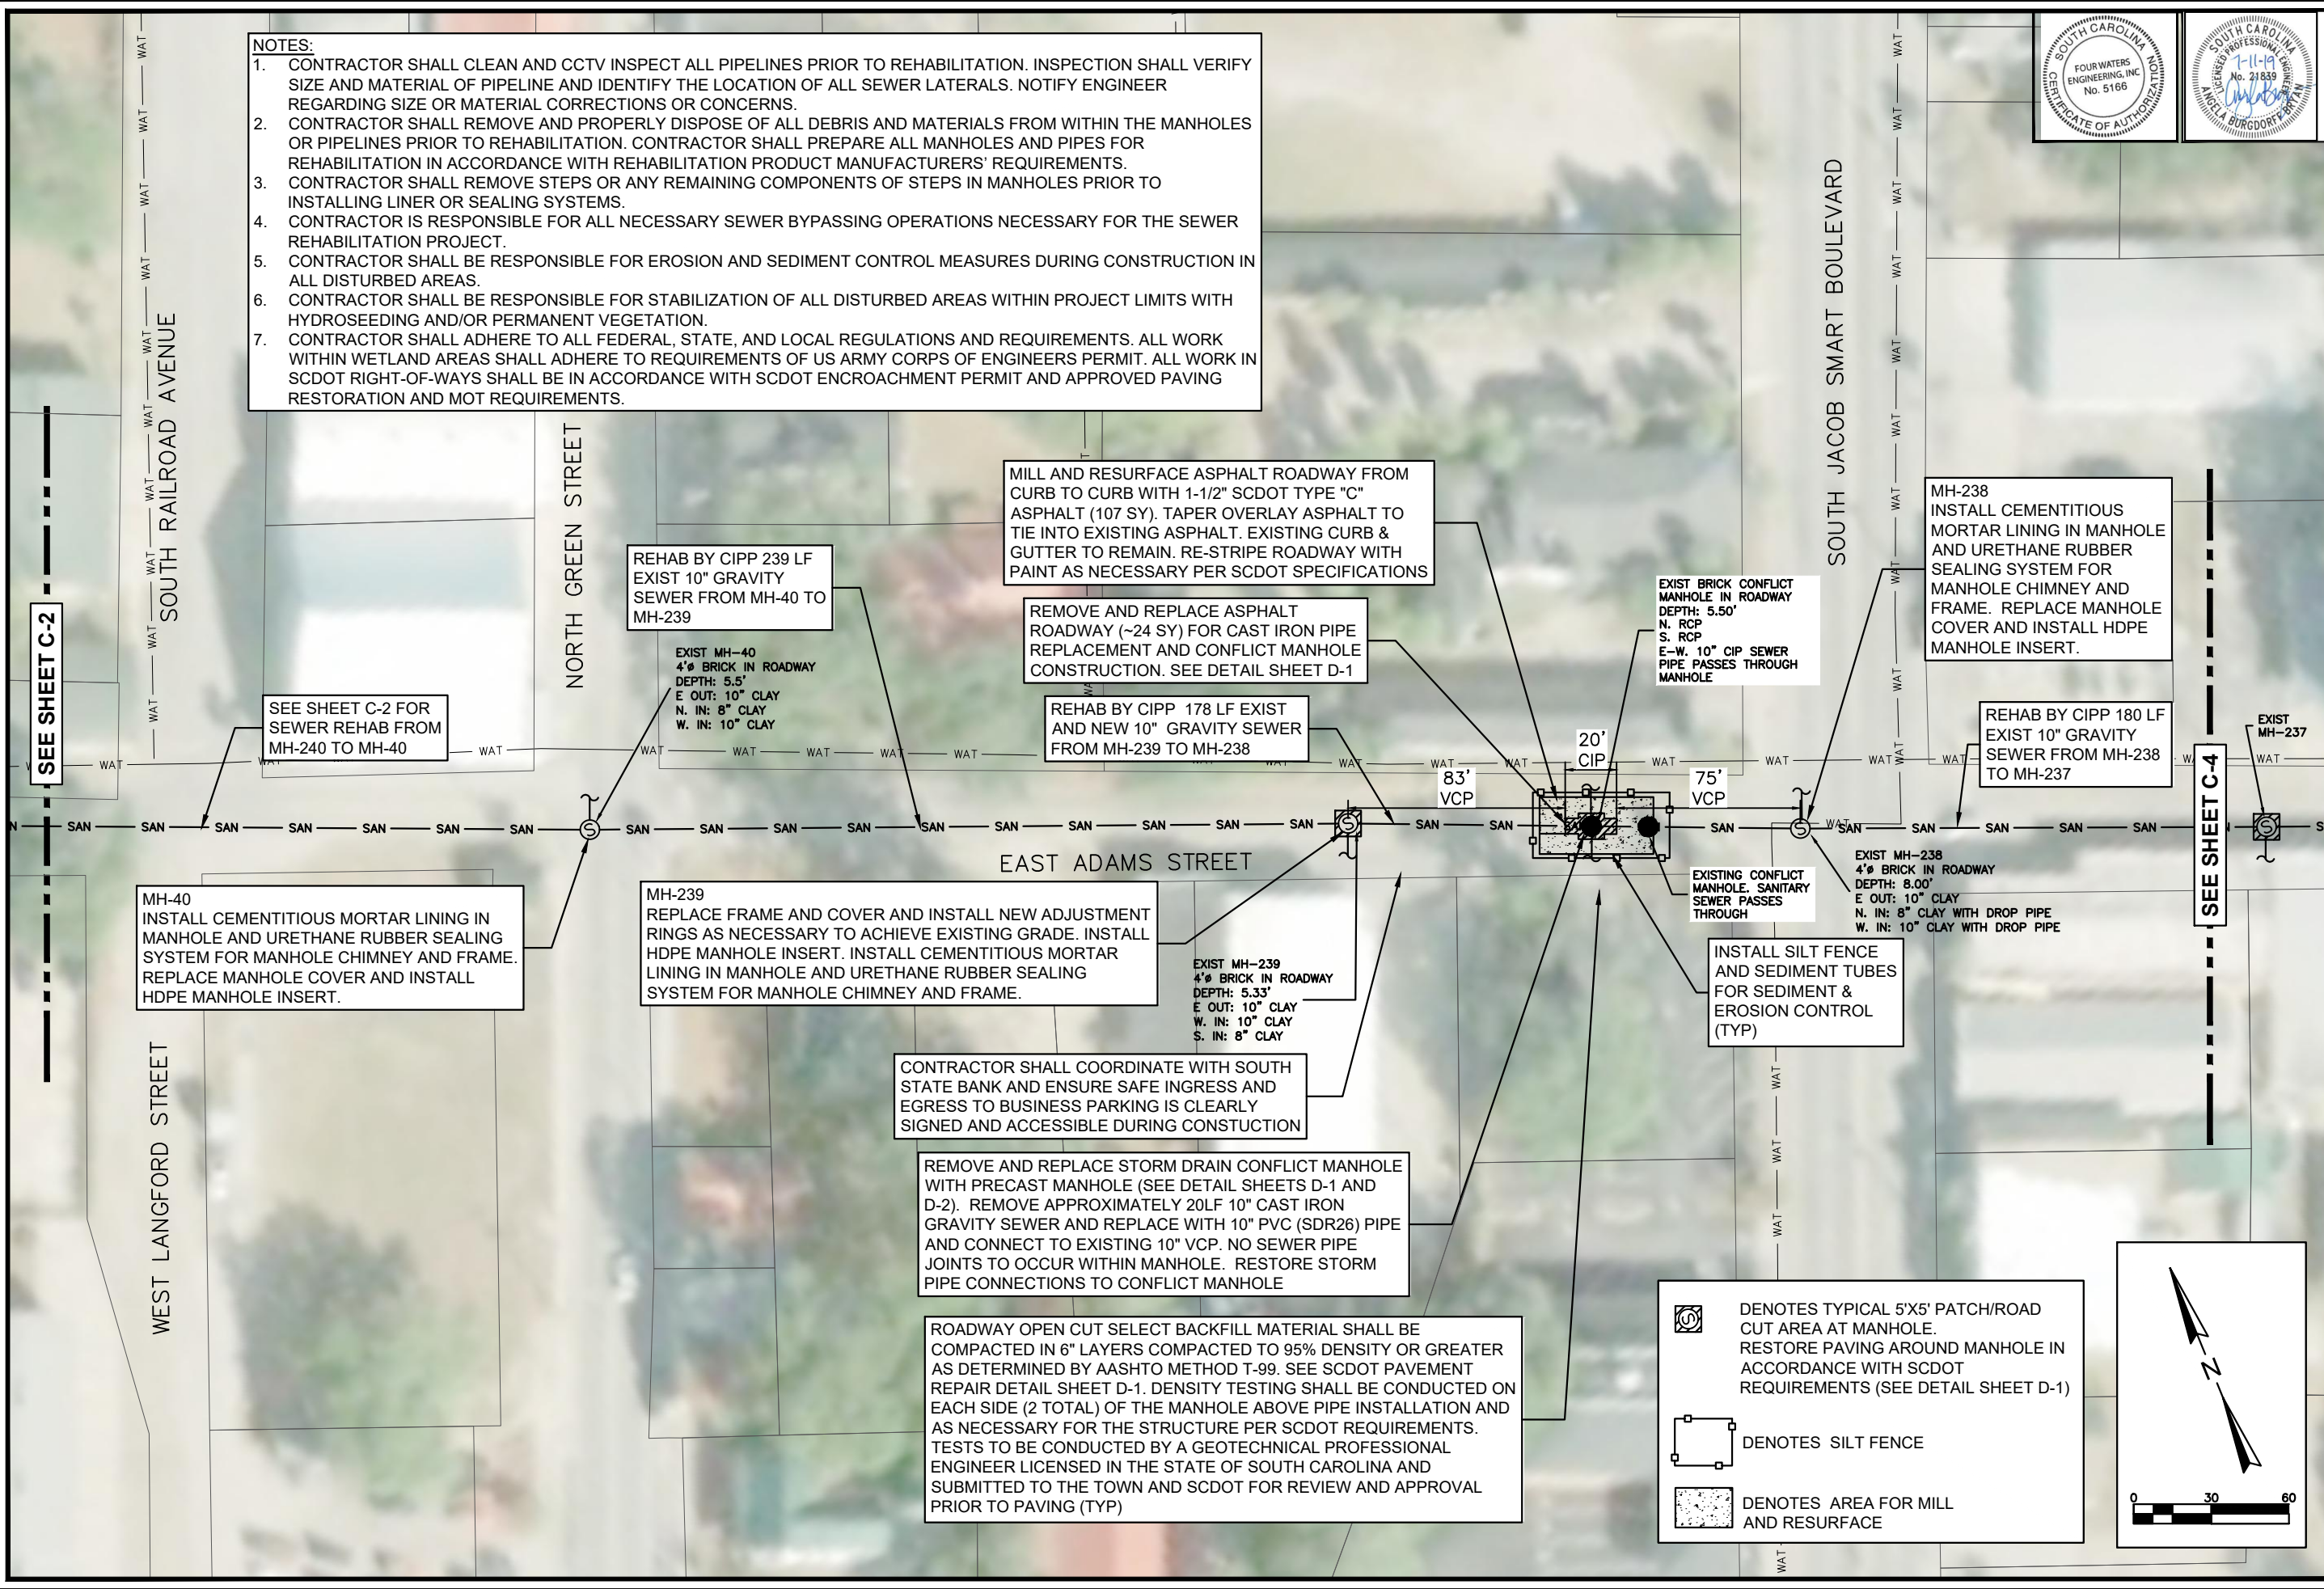 NOTES:
1. CONTRACTOR SHALL CLEAN AND CCTV INSPECT ALL PIPELINES PRIOR TO REHABILITATION. INSPECTION SHALL VERIFY
SIZE AND MATERIAL OF PIPELINE AND IDENTIFY THE LOCATION OF ALL SEWER LATERALS. NOTIFY ENGINEER
REGARDING SIZE OR MATERIAL CORRECTIONS OR CONCERNS.
2. CONTRACTOR SHALL REMOVE AND PROPERLY DISPOSE OF ALL DEBRIS AND MATERIALS FROM WITHIN THE MANHOLES
OR PIPELINES PRIOR TO REHABILITATION. CONTRACTOR SHALL PREPARE ALL MANHOLES AND PIPES FOR
REHABILITATION IN ACCORDANCE WITH REHABILITATION PRODUCT MANUFACTURERS' REQUIREMENTS.
3. CONTRACTOR SHALL REMOVE STEPS OR ANY REMAINING COMPONENTS OF STEPS IN MANHOLES PRIOR TO
INSTALLING LINER OR SEALING SYSTEMS.
4. CONTRACTOR IS RESPONSIBLE FOR ALL NECESSARY SEWER BYPASSING OPERATIONS NECESSARY FOR THE SEWER
REHABILITATION PROJECT.
5. CONTRACTOR SHALL BE RESPONSIBLE FOR EROSION AND SEDIMENT CONTROL MEASURES DURING CONSTRUCTION IN
ALL DISTURBED AREAS.
6. CONTRACTOR SHALL BE RESPONSIBLE FOR STABILIZATION OF ALL DISTURBED AREAS WITHIN PROJECT LIMITS WITH
HYDROSEEDING AND/OR PERMANENT VEGETATION.
7. CONTRACTOR SHALL ADHERE TO ALL FEDERAL, STATE, AND LOCAL REGULATIONS AND REQUIREMENTS. ALL WORK
WITHIN WETLAND AREAS SHALL ADHERE TO REQUIREMENTS OF US ARMY CORPS OF ENGINEERS PERMIT. ALL WORK IN
SCDOT RIGHT-OF-WAYS SHALL BE IN ACCORDANCE WITH SCDOT ENCROACHMENT PERMIT AND APPROVED PAVING
RESTORATION AND MOT REQUIREMENTS.
SOUTH CAROLINA
FOUR WATERS
ENGINEERING, INC
No. 5166
CERTIFICATE OF AUTHORIZATION
SOUTH CAROLINA
LICENSED PROFESSIONAL ENGINEER
7-11-19
No. 21839
ANGELA BURGDORF BRYAN
SOUTH RAILROAD AVENUE
NORTH GREEN STREET
SOUTH JACOB SMART BOULEVARD
WEST LANGFORD STREET
EAST ADAMS STREET
SEE SHEET C-2
SEE SHEET C-4
MILL AND RESURFACE ASPHALT ROADWAY FROM
CURB TO CURB WITH 1-1/2" SCDOT TYPE "C"
ASPHALT (107 SY). TAPER OVERLAY ASPHALT TO
TIE INTO EXISTING ASPHALT. EXISTING CURB &
GUTTER TO REMAIN. RE-STRIPE ROADWAY WITH
PAINT AS NECESSARY PER SCDOT SPECIFICATIONS
MH-238
INSTALL CEMENTITIOUS
MORTAR LINING IN MANHOLE
AND URETHANE RUBBER
SEALING SYSTEM FOR
MANHOLE CHIMNEY AND
FRAME. REPLACE MANHOLE
COVER AND INSTALL HDPE
MANHOLE INSERT.
REHAB BY CIPP 239 LF
EXIST 10" GRAVITY
SEWER FROM MH-40 TO
MH-239
REMOVE AND REPLACE ASPHALT
ROADWAY (~24 SY) FOR CAST IRON PIPE
REPLACEMENT AND CONFLICT MANHOLE
CONSTRUCTION. SEE DETAIL SHEET D-1
EXIST BRICK CONFLICT
MANHOLE IN ROADWAY
DEPTH: 5.50'
N. RCP
S. RCP
E-W. 10" CIP SEWER
PIPE PASSES THROUGH
MANHOLE
EXIST MH-40
4'ø BRICK IN ROADWAY
DEPTH: 5.5'
E OUT: 10" CLAY
N. IN: 8" CLAY
W. IN: 10" CLAY
SEE SHEET C-2 FOR
SEWER REHAB FROM
MH-240 TO MH-40
REHAB BY CIPP 178 LF EXIST
AND NEW 10" GRAVITY SEWER
FROM MH-239 TO MH-238
REHAB BY CIPP 180 LF
EXIST 10" GRAVITY
SEWER FROM MH-238
TO MH-237
EXIST
MH-237
83'
VCP
20'
CIP
75'
VCP
WAT WAT WAT WAT WAT WAT WAT WAT WAT WAT WAT WAT
SAN SAN SAN SAN SAN SAN SAN SAN SAN SAN SAN SAN SAN SAN SAN SAN SAN SAN SAN SAN SAN SAN SAN SAN
MH-40
INSTALL CEMENTITIOUS MORTAR LINING IN
MANHOLE AND URETHANE RUBBER SEALING
SYSTEM FOR MANHOLE CHIMNEY AND FRAME.
REPLACE MANHOLE COVER AND INSTALL
HDPE MANHOLE INSERT.
MH-239
REPLACE FRAME AND COVER AND INSTALL NEW ADJUSTMENT
RINGS AS NECESSARY TO ACHIEVE EXISTING GRADE. INSTALL
HDPE MANHOLE INSERT. INSTALL CEMENTITIOUS MORTAR
LINING IN MANHOLE AND URETHANE RUBBER SEALING
SYSTEM FOR MANHOLE CHIMNEY AND FRAME.
EXIST MH-239
4'ø BRICK IN ROADWAY
DEPTH: 5.33'
E OUT: 10" CLAY
W. IN: 10" CLAY
S. IN: 8" CLAY
EXISTING CONFLICT
MANHOLE. SANITARY
SEWER PASSES
THROUGH
EXIST MH-238
4'ø BRICK IN ROADWAY
DEPTH: 8.00'
E OUT: 10" CLAY
N. IN: 8" CLAY WITH DROP PIPE
W. IN: 10" CLAY WITH DROP PIPE
INSTALL SILT FENCE
AND SEDIMENT TUBES
FOR SEDIMENT &
EROSION CONTROL
(TYP)
CONTRACTOR SHALL COORDINATE WITH SOUTH
STATE BANK AND ENSURE SAFE INGRESS AND
EGRESS TO BUSINESS PARKING IS CLEARLY
SIGNED AND ACCESSIBLE DURING CONSTUCTION
REMOVE AND REPLACE STORM DRAIN CONFLICT MANHOLE
WITH PRECAST MANHOLE (SEE DETAIL SHEETS D-1 AND
D-2). REMOVE APPROXIMATELY 20LF 10" CAST IRON
GRAVITY SEWER AND REPLACE WITH 10" PVC (SDR26) PIPE
AND CONNECT TO EXISTING 10" VCP. NO SEWER PIPE
JOINTS TO OCCUR WITHIN MANHOLE. RESTORE STORM
PIPE CONNECTIONS TO CONFLICT MANHOLE
ROADWAY OPEN CUT SELECT BACKFILL MATERIAL SHALL BE
COMPACTED IN 6" LAYERS COMPACTED TO 95% DENSITY OR GREATER
AS DETERMINED BY AASHTO METHOD T-99. SEE SCDOT PAVEMENT
REPAIR DETAIL SHEET D-1. DENSITY TESTING SHALL BE CONDUCTED ON
EACH SIDE (2 TOTAL) OF THE MANHOLE ABOVE PIPE INSTALLATION AND
AS NECESSARY FOR THE STRUCTURE PER SCDOT REQUIREMENTS.
TESTS TO BE CONDUCTED BY A GEOTECHNICAL PROFESSIONAL
ENGINEER LICENSED IN THE STATE OF SOUTH CAROLINA AND
SUBMITTED TO THE TOWN AND SCDOT FOR REVIEW AND APPROVAL
PRIOR TO PAVING (TYP)
DENOTES TYPICAL 5'X5' PATCH/ROAD
CUT AREA AT MANHOLE.
RESTORE PAVING AROUND MANHOLE IN
ACCORDANCE WITH SCDOT
REQUIREMENTS (SEE DETAIL SHEET D-1)
DENOTES SILT FENCE
DENOTES AREA FOR MILL
AND RESURFACE
N
0 30 60